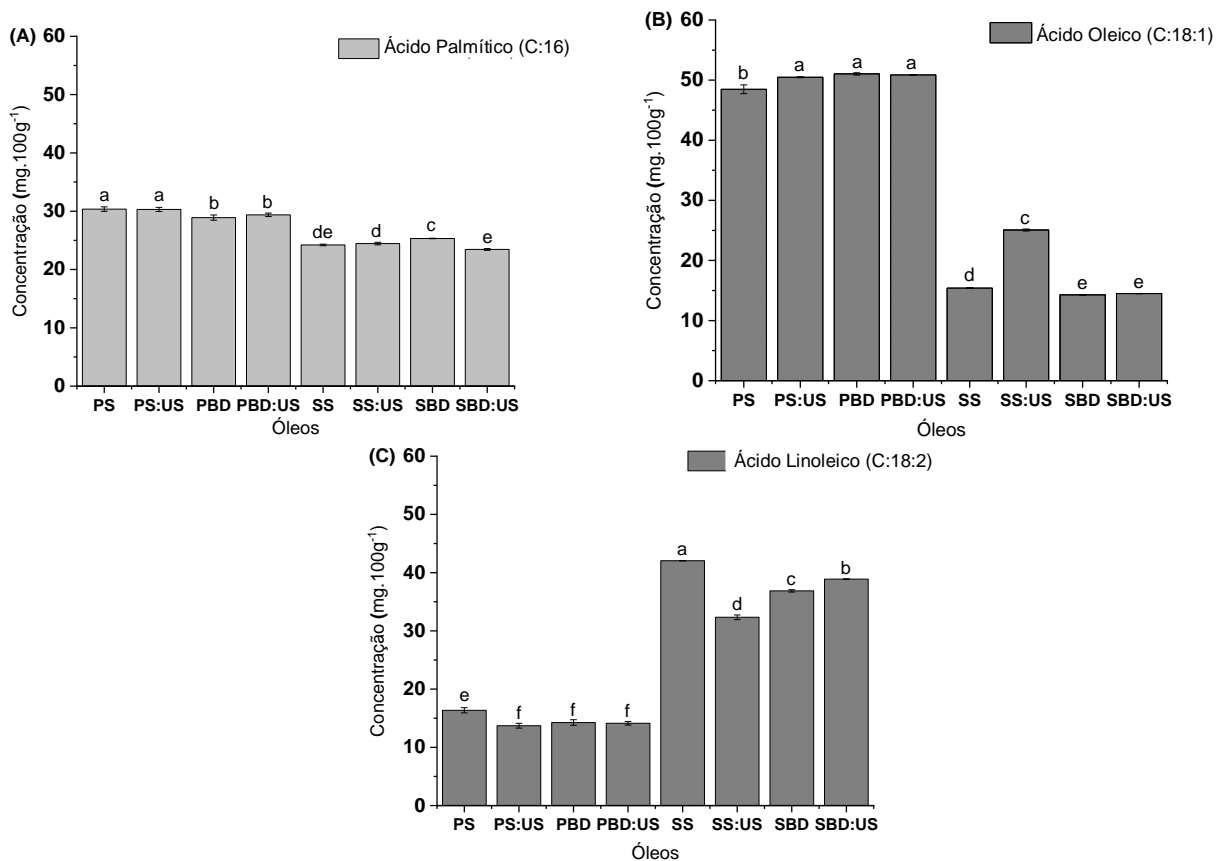 (A)
Ácido Palmítico (C:16)
Concentração (mg.100g-1)
60
50
40
30
20
10
0
a a b b de d c e
PS PS:US PBD PBD:US SS SS:US SBD SBD:US
Óleos
(B)
Ácido Oleico (C:18:1)
Concentração (mg.100g-1)
60
50
40
30
20
10
0
b a a a d c e e
PS PS:US PBD PBD:US SS SS:US SBD SBD:US
Óleos
(C)
Ácido Linoleico (C:18:2)
Concentração (mg.100g-1)
60
50
40
30
20
10
0
e f f f a d c b
PS PS:US PBD PBD:US SS SS:US SBD SBD:US
Óleos